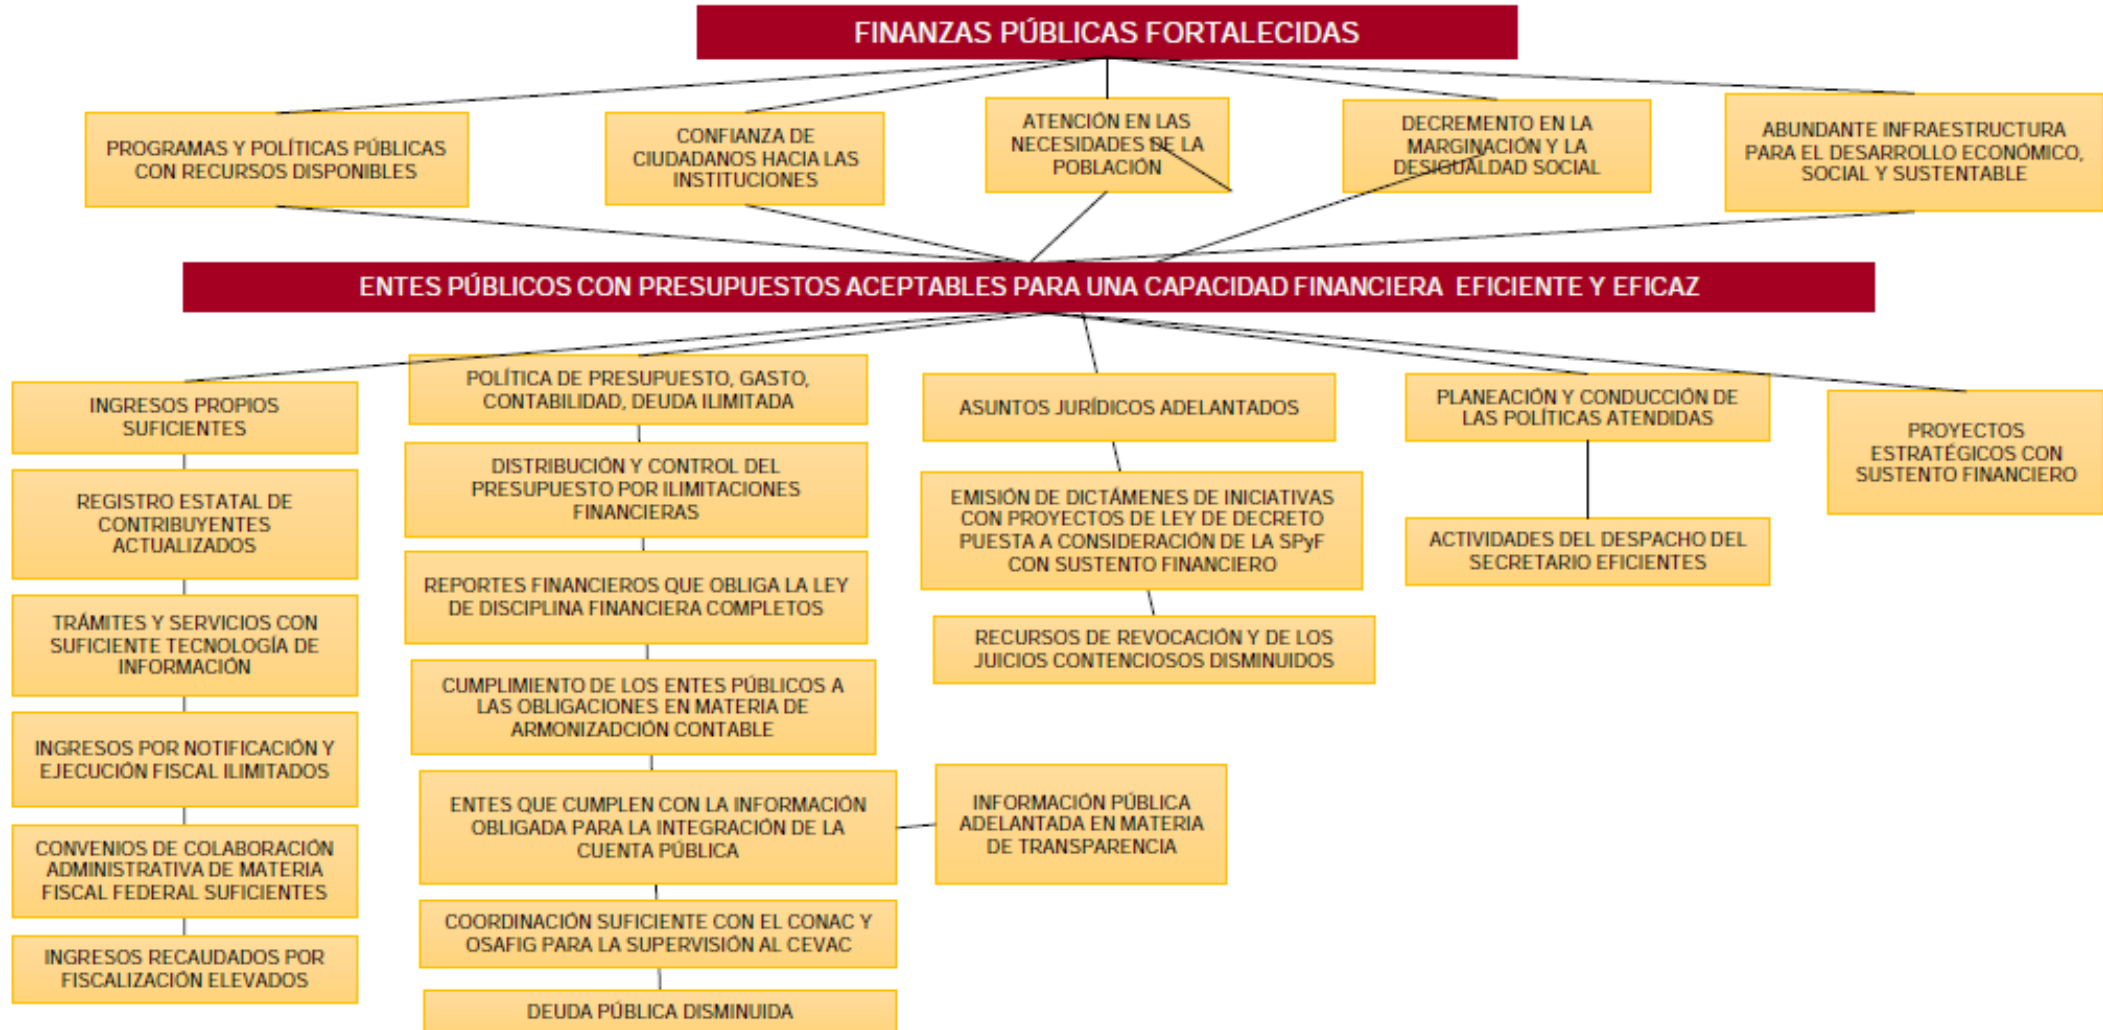 FINANZAS PÚBLICAS FORTALECIDAS
PROGRAMAS Y POLÍTICAS PÚBLICAS
CON RECURSOS DISPONIBLES
CONFIANZA DE
CIUDADANOS HACIA LAS
INSTITUCIONES
ATENCIÓN EN LAS
NECESIDADES DE LA
POBLACIÓN
DECREMENTO EN LA
MARGINACIÓN Y LA
DESIGUALDAD SOCIAL
ABUNDANTE INFRAESTRUCTURA
PARA EL DESARROLLO ECONÓMICO,
SOCIAL Y SUSTENTABLE
ENTES PÚBLICOS CON PRESUPUESTOS ACEPTABLES PARA UNA CAPACIDAD FINANCIERA EFICIENTE Y EFICAZ
INGRESOS PROPIOS
SUFICIENTES
REGISTRO ESTATAL DE
CONTRIBUYENTES
ACTUALIZADOS
TRÁMITES Y SERVICIOS CON
SUFICIENTE TECNOLOGÍA DE
INFORMACIÓN
INGRESOS POR NOTIFICACIÓN Y
EJECUCIÓN FISCAL ILIMITADOS
CONVENIOS DE COLABORACIÓN
ADMINISTRATIVA DE MATERIA
FISCAL FEDERAL SUFICIENTES
INGRESOS RECAUDADOS POR
FISCALIZACIÓN ELEVADOS
POLÍTICA DE PRESUPUESTO, GASTO,
CONTABILIDAD, DEUDA ILIMITADA
DISTRIBUCIÓN Y CONTROL DEL
PRESUPUESTO POR ILIMITACIONES
FINANCIERAS
REPORTES FINANCIEROS QUE OBLIGA LA LEY
DE DISCIPLINA FINANCIERA COMPLETOS
CUMPLIMIENTO DE LOS ENTES PÚBLICOS A
LAS OBLIGACIONES EN MATERIA DE
ARMONIZADCIÓN CONTABLE
ENTES QUE CUMPLEN CON LA INFORMACIÓN
OBLIGADA PARA LA INTEGRACIÓN DE LA
CUENTA PÚBLICA
COORDINACIÓN SUFICIENTE CON EL CONAC Y
OSAFIG PARA LA SUPERVISIÓN AL CEVAC
DEUDA PÚBLICA DISMINUIDA
ASUNTOS JURÍDICOS ADELANTADOS
EMISIÓN DE DICTÁMENES DE INICIATIVAS
CON PROYECTOS DE LEY DE DECRETO
PUESTA A CONSIDERACIÓN DE LA SPyF
CON SUSTENTO FINANCIERO
RECURSOS DE REVOCACIÓN Y DE LOS
JUICIOS CONTENCIOSOS DISMINUIDOS
INFORMACIÓN PÚBLICA
ADELANTADA EN MATERIA
DE TRANSPARENCIA
PLANEACIÓN Y CONDUCCIÓN DE
LAS POLÍTICAS ATENDIDAS
ACTIVIDADES DEL DESPACHO DEL
SECRETARIO EFICIENTES
PROYECTOS
ESTRATÉGICOS CON
SUSTENTO FINANCIERO